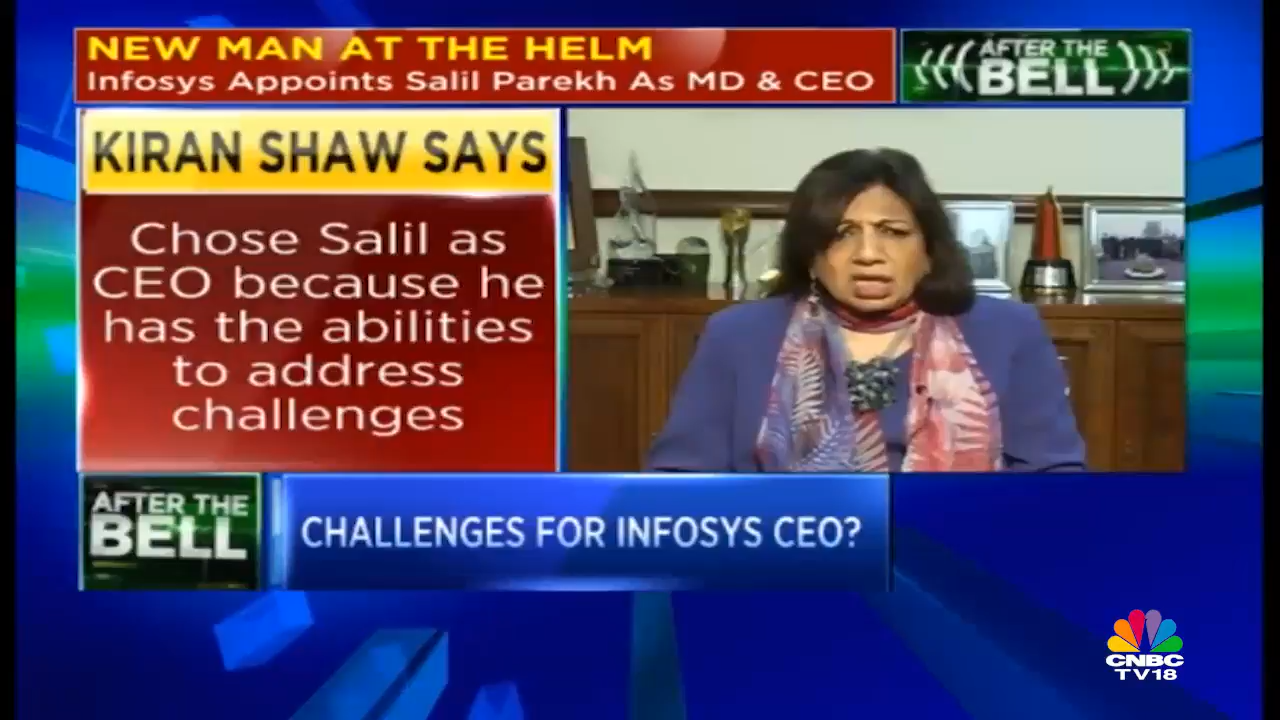 NEW MAN AT THE HELM
Infosys Appoints Salil Parekh As MD & CEO
AFTER THE
BELL
KIRAN SHAW SAYS
Chose Salil as
CEO because he
has the abilities
to address
challenges
AFTER THE
BELL
CHALLENGES FOR INFOSYS CEO?
CNBC
TV18